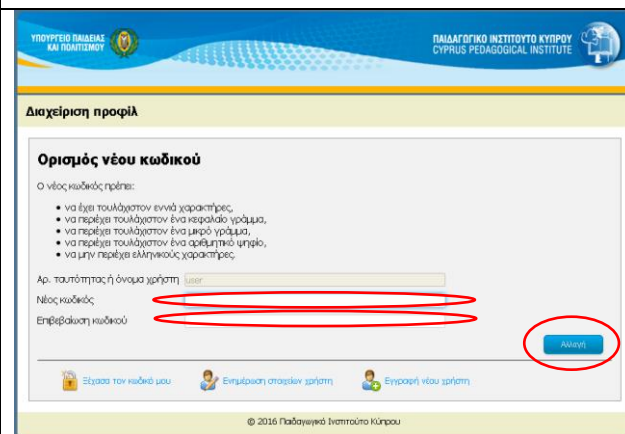 ΥΠΟΥΡΓΕΙΟ ΠΑΙΔΕΙΑΣ
ΚΑΙ ΠΟΛΙΤΙΣΜΟΥ
ΠΑΙΔΑΓΩΓΙΚΟ ΙΝΣΤΙΤΟΥΤΟ ΚΥΠΡΟΥ
CYPRUS PEDAGOGICAL INSTITUTE
Διαχείριση προφίλ
Ορισμός νέου κωδικού
Ο νέος κωδικός πρέπει:
• να έχει τουλάχιστον εννιά χαρακτήρες,
• να περιέχει τουλάχιστον ένα κεφαλαίο γράμμα,
• να περιέχει τουλάχιστον ένα μικρό γράμμα,
• να περιέχει τουλάχιστον ένα αριθμητικό ψηφίο,
• να μην περιέχει ελληνικούς χαρακτήρες.
Αρ. ταυτότητας ή όνομα χρήστη user
Νέος κωδικός
Επιβεβαίωση κωδικού
Αλλαγή
Ξέχασα τον κωδικό μου Ενημέρωση στοιχείων χρήστη Εγγραφή νέου χρήστη
© 2016 Παιδαγωγικό Ινστιτούτο Κύπρου